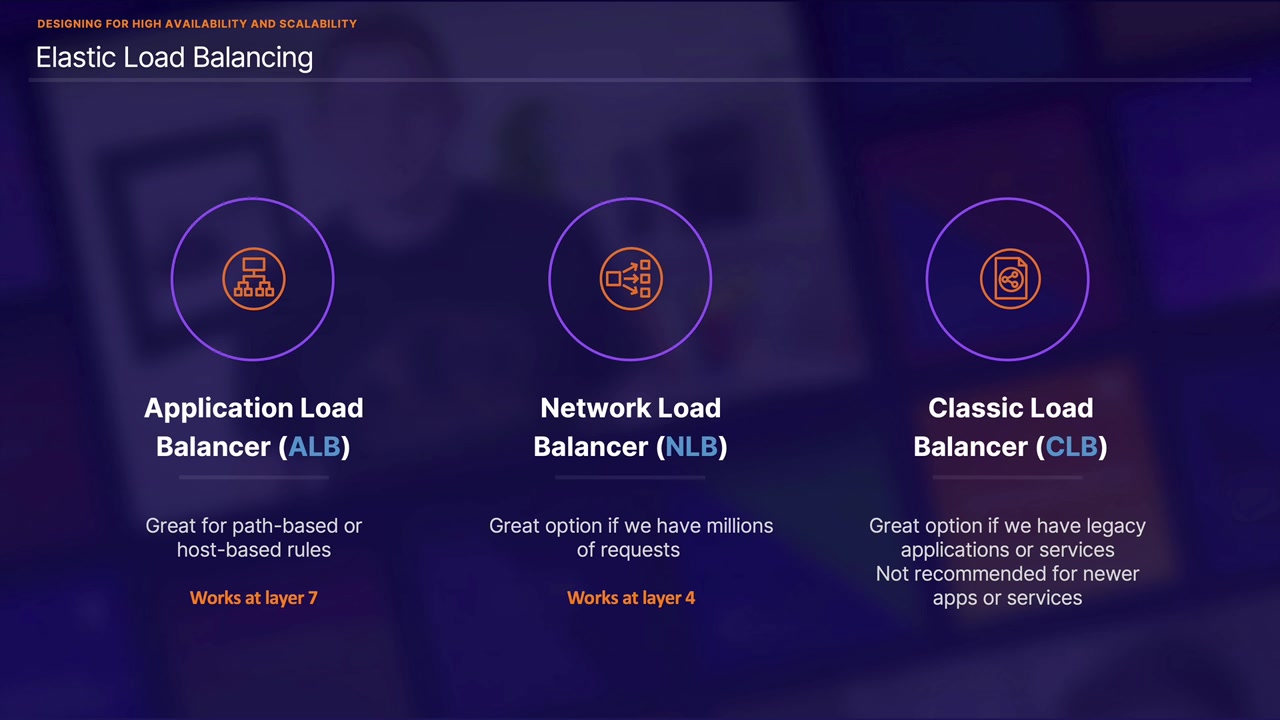 DESIGNING FOR HIGH AVAILABILITY AND SCALABILITY
Elastic Load Balancing
Application Load
Balancer (ALB)
Great for path-based or
host-based rules
Works at layer 7
Network Load
Balancer (NLB)
Great option if we have millions
of requests
Works at layer 4
Classic Load
Balancer (CLB)
Great option if we have legacy
applications or services
Not recommended for newer
apps or services